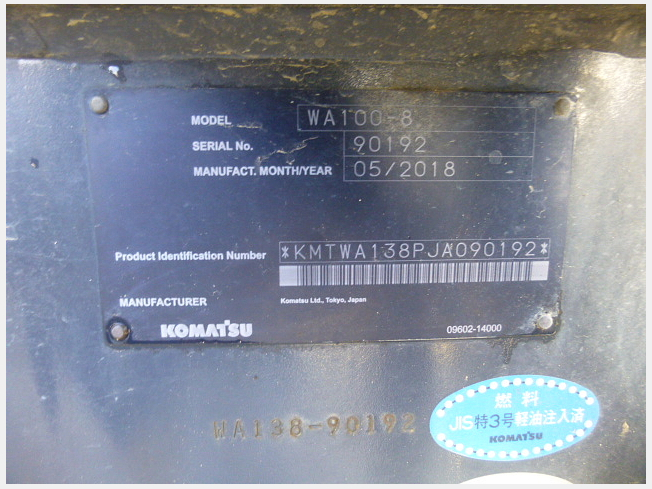 MODEL WA100-8
SERIAL No. 90192
MANUFACT. MONTH/YEAR 05/2018
Product Identification Number *KMTWA138PJA090192*
MANUFACTURER Komatsu Ltd., Tokyo, Japan
KOMATSU 09602-14000
WA138-90192
燃料
JIS特3号軽油注入済
KOMATSU